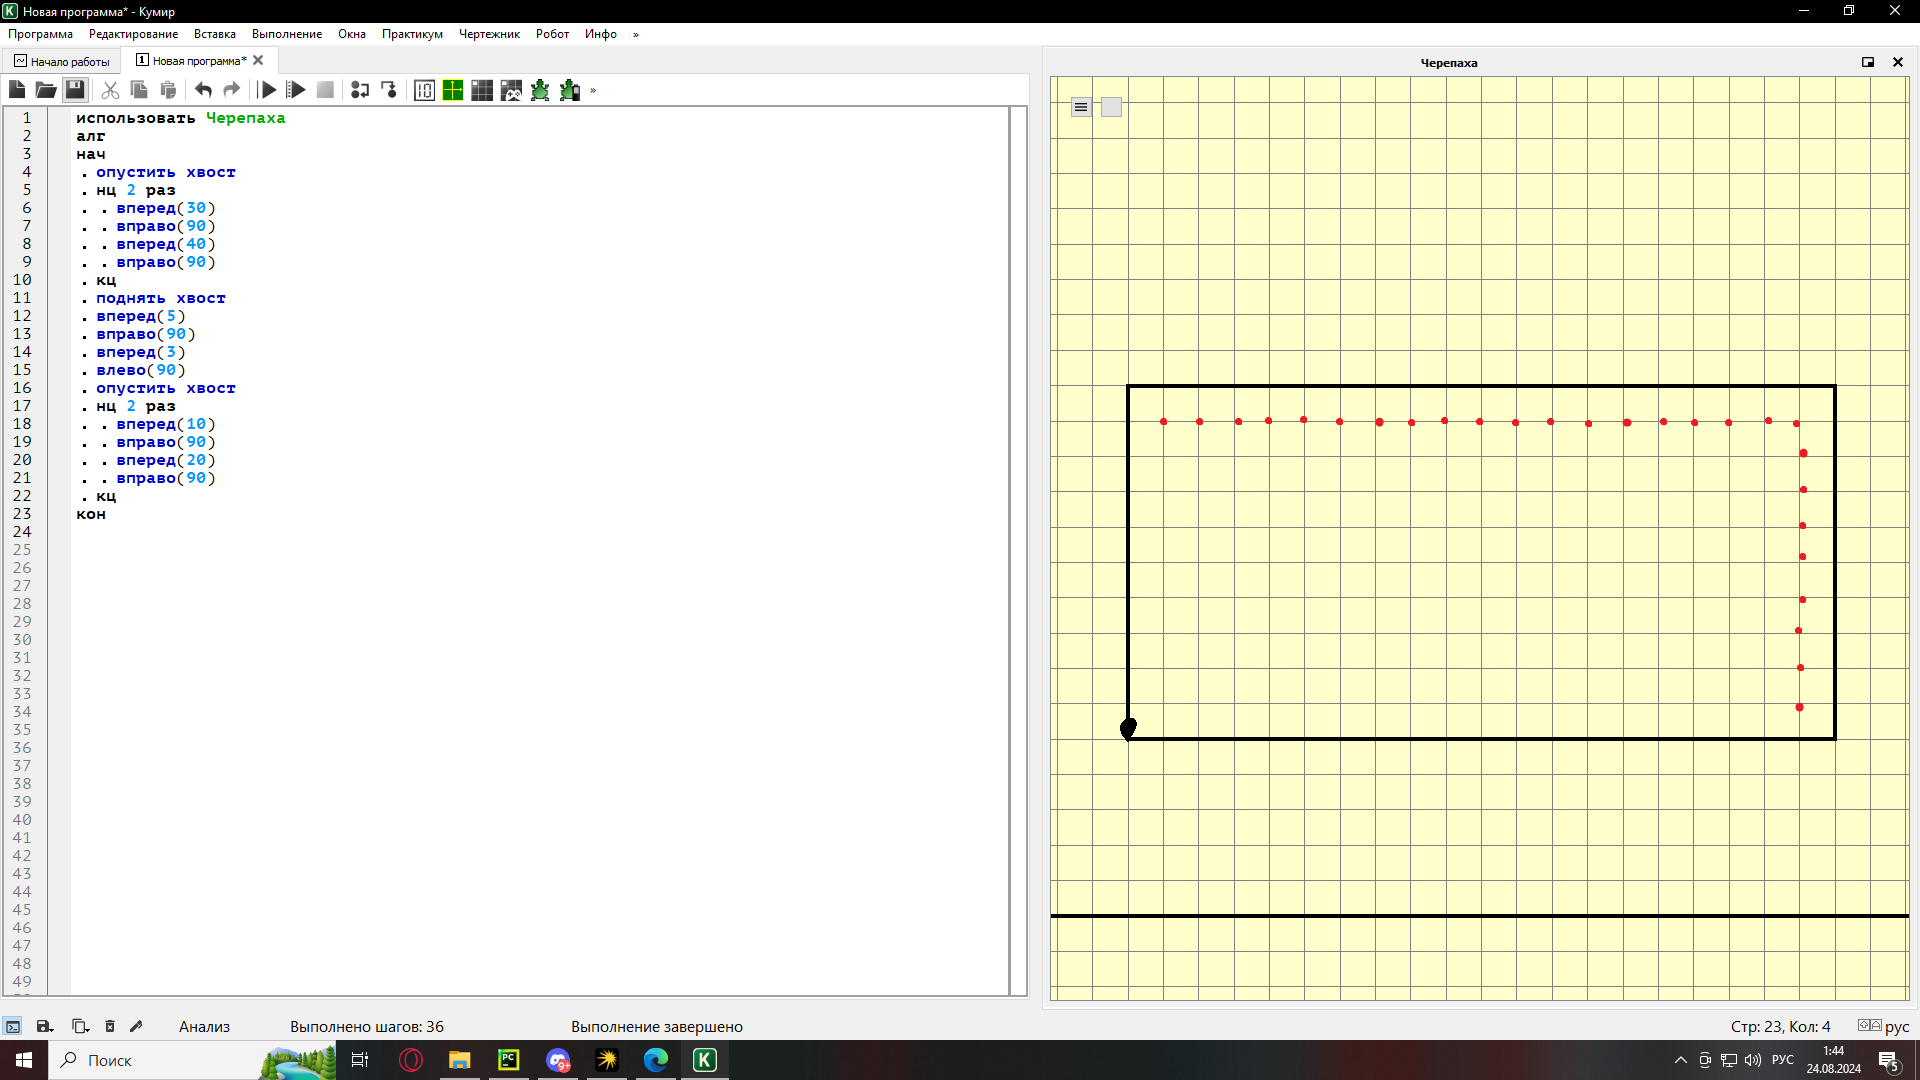 Новая программа* - Кумир
Программа Редактирование Вставка Выполнение Окна Практикум Чертежник Робот Инфо »
Начало работы
1 Новая программа*
Черепаха
»
1 использовать Черепаха
2 алг
3 нач
4 . опустить хвост
5 . нц 2 раз
6 . . вперед(30)
7 . . вправо(90)
8 . . вперед(40)
9 . . вправо(90)
10 . кц
11 . поднять хвост
12 . вперед(5)
13 . вправо(90)
14 . вперед(3)
15 . влево(90)
16 . опустить хвост
17 . нц 2 раз
18 . . вперед(10)
19 . . вправо(90)
20 . . вперед(20)
21 . . вправо(90)
22 . кц
23 кон
24
25
26
27
28
29
30
31
32
33
34
35
36
37
38
39
40
41
42
43
44
45
46
47
48
49
Анализ Выполнено шагов: 36 Выполнение завершено Стр: 23, Кол: 4 рус
Поиск
PC
9+
РУС
1:44
24.08.2024
5